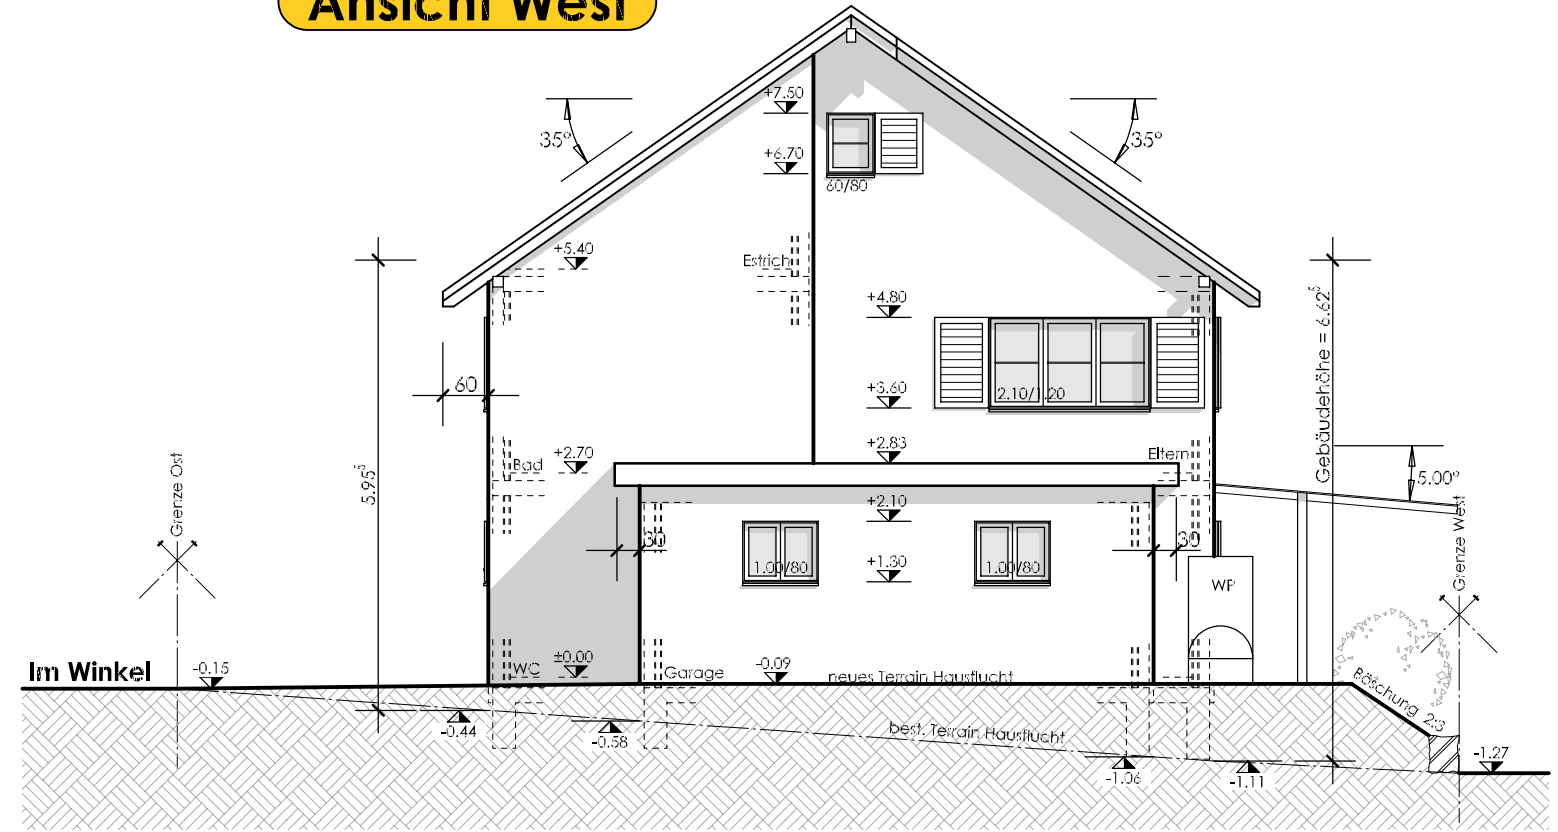 Ansicht West
+7.50
35°
35°
+6.70
60/80
+5.40
Estrich
+4.80
Gebäudehöhe = 6.62⁵
60
+3.60
2.10/1.20
+2.83
Bad
+2.70
Eltern
5.00°
5.95⁵
Grenze Ost
+2.10
Grenze West
30
30
1.00/80
+1.30
1.00/80
WP
Im Winkel
-0.15
WC
±0.00
Garage
-0.09
neues Terrain Hausflucht
Böschung 2:3
-0.44
-0.58
best. Terrain Hausflucht
-1.06
-1.11
-1.27